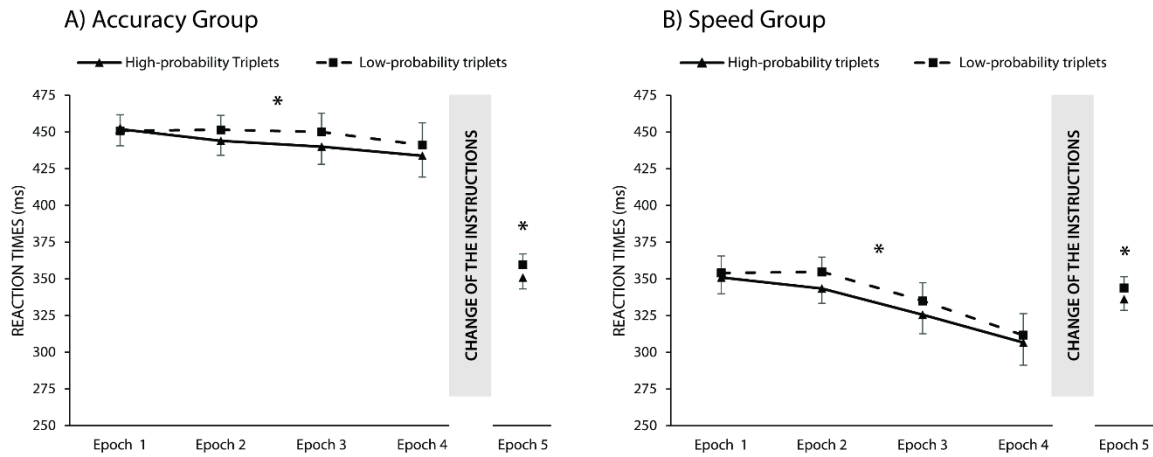 A) Accuracy Group
High-probability Triplets
Low-probability triplets
475
450
425
400
375
350
325
300
275
250
REACTION TIMES (ms)
*
CHANGE OF THE INSTRUCTIONS
*
Epoch 1
Epoch 2
Epoch 3
Epoch 4
Epoch 5
B) Speed Group
High-probability triplets
Low-probability triplets
475
450
425
400
375
350
325
300
275
250
REACTION TIMES (ms)
*
CHANGE OF THE INSTRUCTIONS
*
Epoch 1
Epoch 2
Epoch 3
Epoch 4
Epoch 5